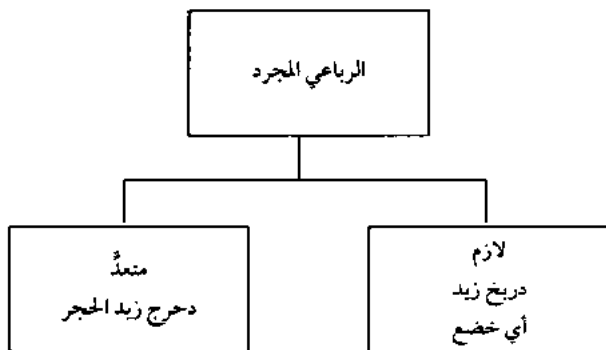 الرباعي المجرد
لازم
دربخ زيد
أي خضع
متعدٍّ
دحرج زيد الحجر